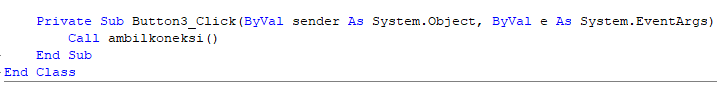 Private Sub Button3_Click(ByVal sender As System.Object, ByVal e As System.EventArgs)
Call ambilkoneksi()
End Sub
End Class